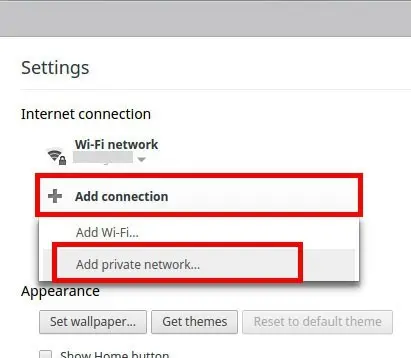 Settings
Internet connection
Wi-Fi network
Add connection
Add Wi-Fi...
Add private network...
Appearance
Set wallpaper... Get themes Reset to default theme
Show Home button